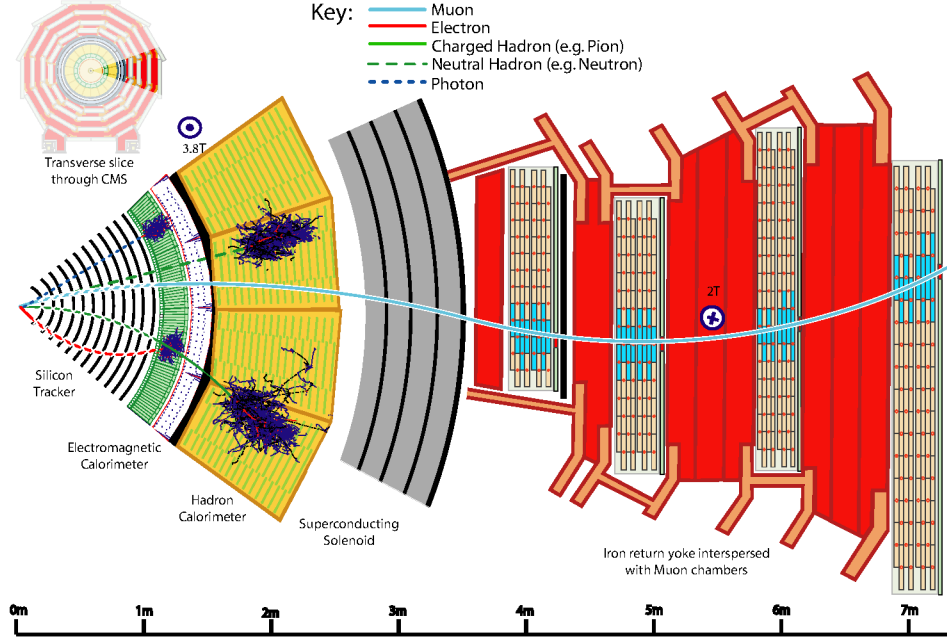 Key:
Muon
Electron
Charged Hadron (e.g. Pion)
Neutral Hadron (e.g. Neutron)
Photon
Transverse slice
through CMS
3.8T
2T
Silicon
Tracker
Electromagnetic
Calorimeter
Hadron
Calorimeter
Superconducting
Solenoid
Iron return yoke interspersed
with Muon chambers
0m
1m
2m
3m
4m
5m
6m
7m